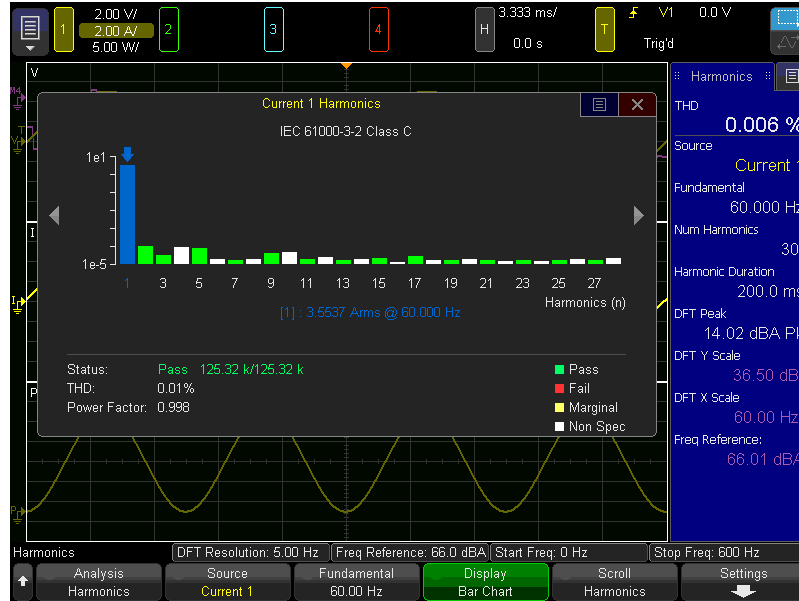 1
2.00 V/
2.00 A/
5.00 W/
2
3
4
H
3.333 ms/
0.0 s
T
V1
0.0 V
Trig'd
V
M4
Current 1 Harmonics
IEC 61000-3-2 Class C
1e1
1e-5
1 3 5 7 9 11 13 15 17 19 21 23 25 27
Harmonics (n)
[1] : 3.5537 Arms @ 60.000 Hz
Status: Pass 125.32 k/125.32 k
THD: 0.01%
Power Factor: 0.998
Pass
Fail
Marginal
Non Spec
I
P
T
V
I
P
Harmonics
THD
0.006 %
Source
Current 1
Fundamental
60.000 Hz
Num Harmonics
30
Harmonic Duration
200.0 ms
DFT Peak
14.02 dBA Pk
DFT Y Scale
36.50 dB
DFT X Scale
60.00 Hz
Freq Reference:
66.01 dBA
Harmonics
DFT Resolution: 5.00 Hz
Freq Reference: 66.0 dBA
Start Freq: 0 Hz
Stop Freq: 600 Hz
Analysis
Harmonics
Source
Current 1
Fundamental
60.00 Hz
Display
Bar Chart
Scroll
Harmonics
Settings